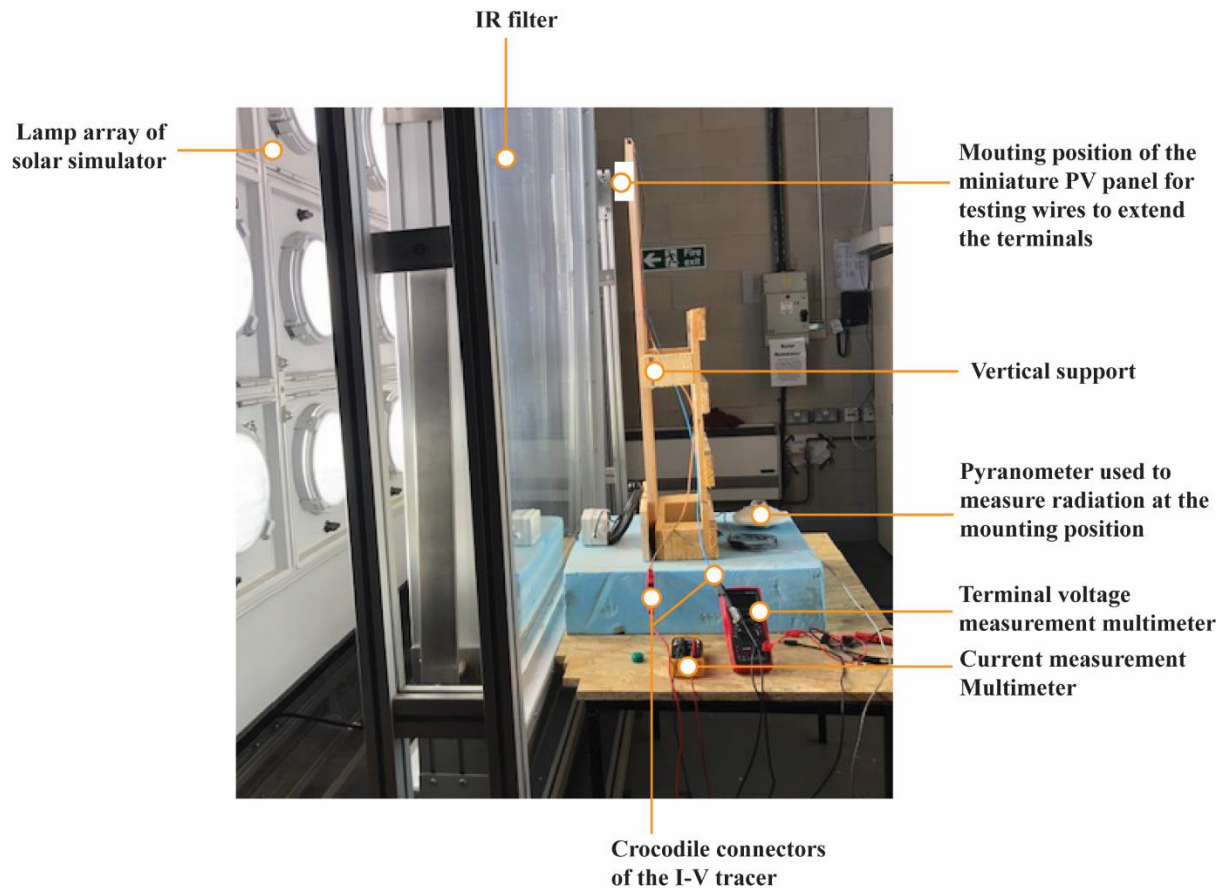 IR filter
Lamp array of
solar simulator
Mouting position of the
miniature PV panel for
testing wires to extend
the terminals
Fire
exit
Vertical support
Pyranometer used to
measure radiation at the
mounting position
Terminal voltage
measurement multimeter
Current measurement
Multimeter
Crocodile connectors
of the I-V tracer